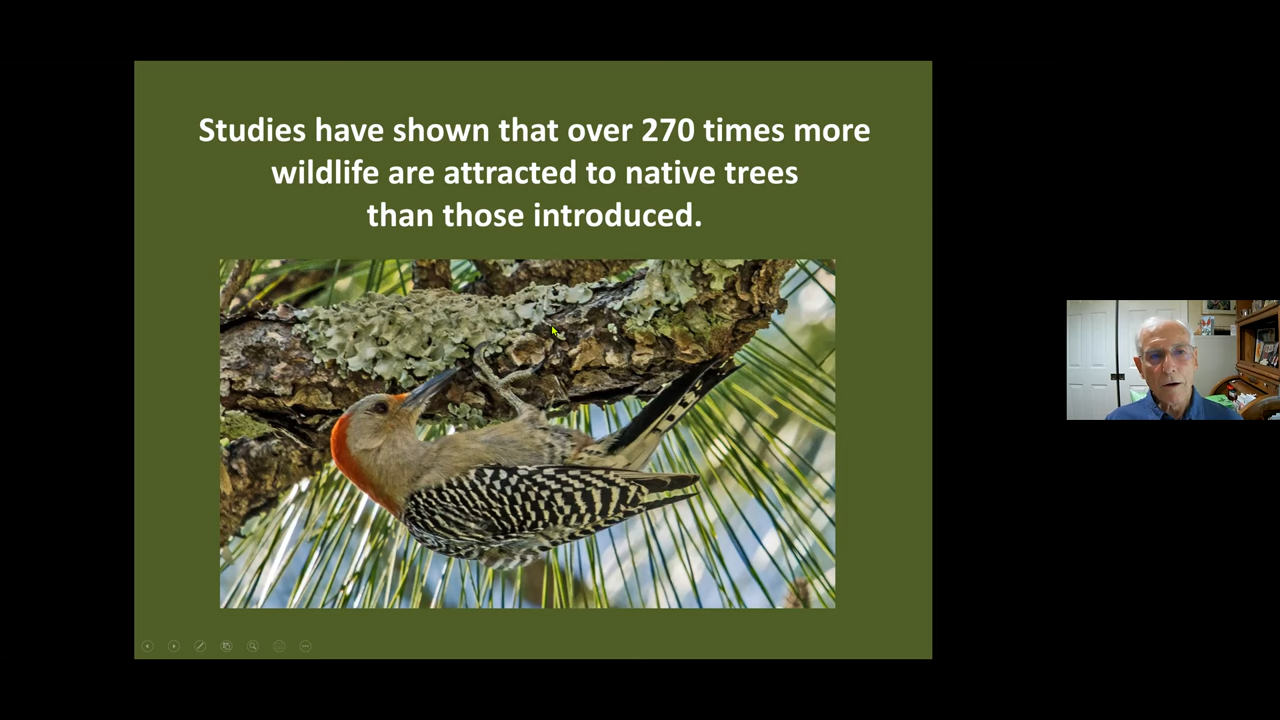 Studies have shown that over 270 times more
wildlife are attracted to native trees
than those introduced.